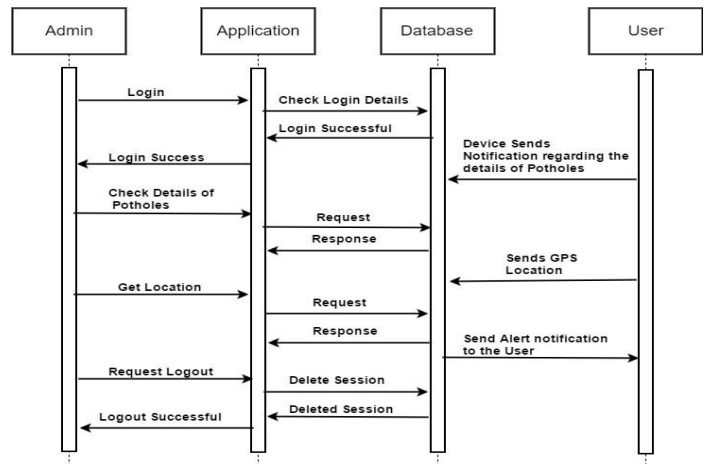 Admin
Application
Database
User
Login
Check Login Details
Login Successful
Login Success
Device Sends
Notification regarding the
details of Potholes
Check Details of
Potholes
Request
Response
Sends GPS
Location
Get Location
Request
Response
Send Alert notification
to the User
Request Logout
Delete Session
Deleted Session
Logout Successful